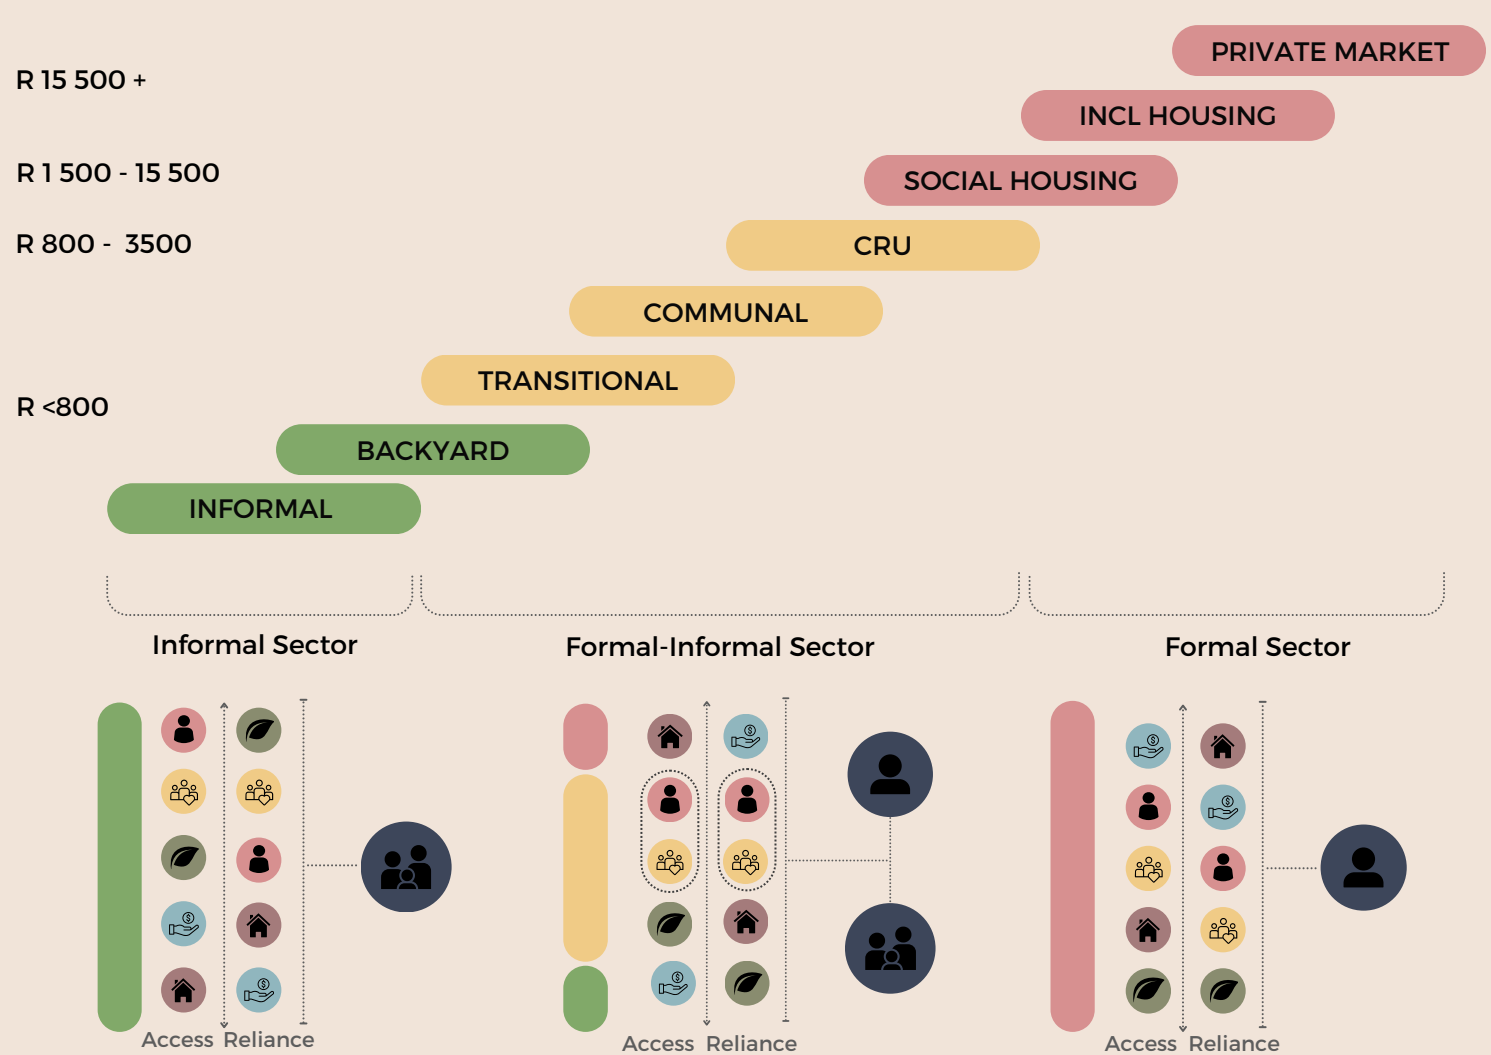 PRIVATE MARKET
R 15 500 +
INCL HOUSING
R 1 500 - 15 500
SOCIAL HOUSING
R 800 - 3500
CRU
COMMUNAL
TRANSITIONAL
R <800
BACKYARD
INFORMAL
Informal Sector
Formal-Informal Sector
Formal Sector
Access Reliance
Access Reliance
Access Reliance